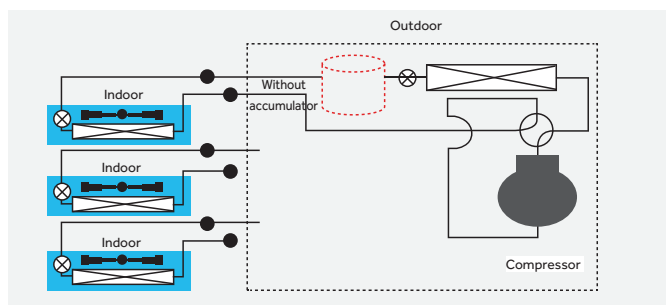 Outdoor
Indoor
Without
accumulator
Indoor
Indoor
Compressor